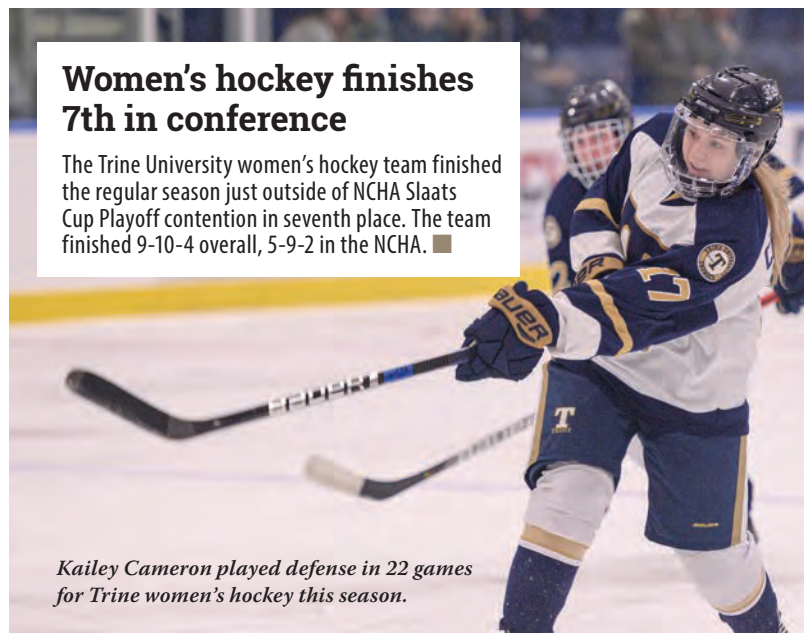 Women’s hockey finishes
7th in conference
The Trine University women’s hockey team finished
the regular season just outside of NCHA Slaats
Cup Playoff contention in seventh place. The team
finished 9-10-4 overall, 5-9-2 in the NCHA.
BAUER
BAUER
T
TRINE
Kailey Cameron played defense in 22 games
for Trine women’s hockey this season.